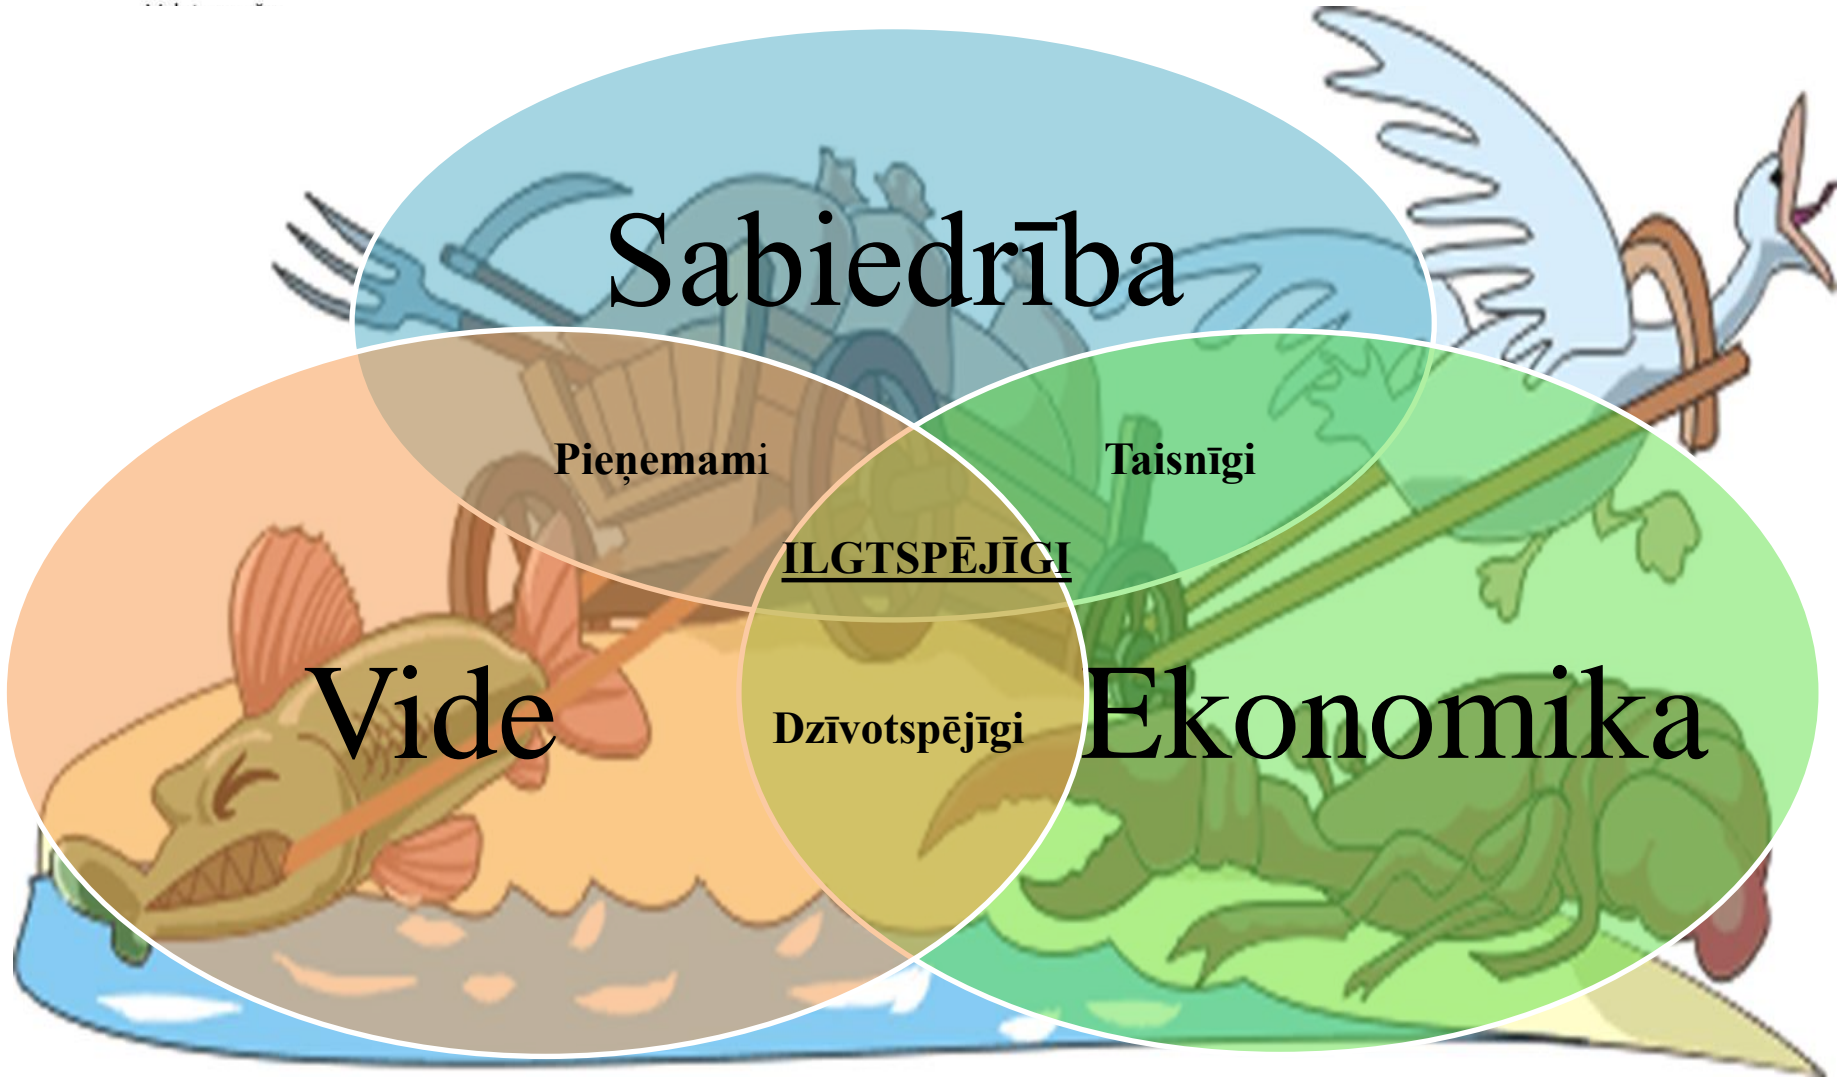 Sabiedrība
Pieņemami
Taisnīgi
ILGTSPĒJĪGI
Vide
Dzīvotspējīgi
Ekonomika